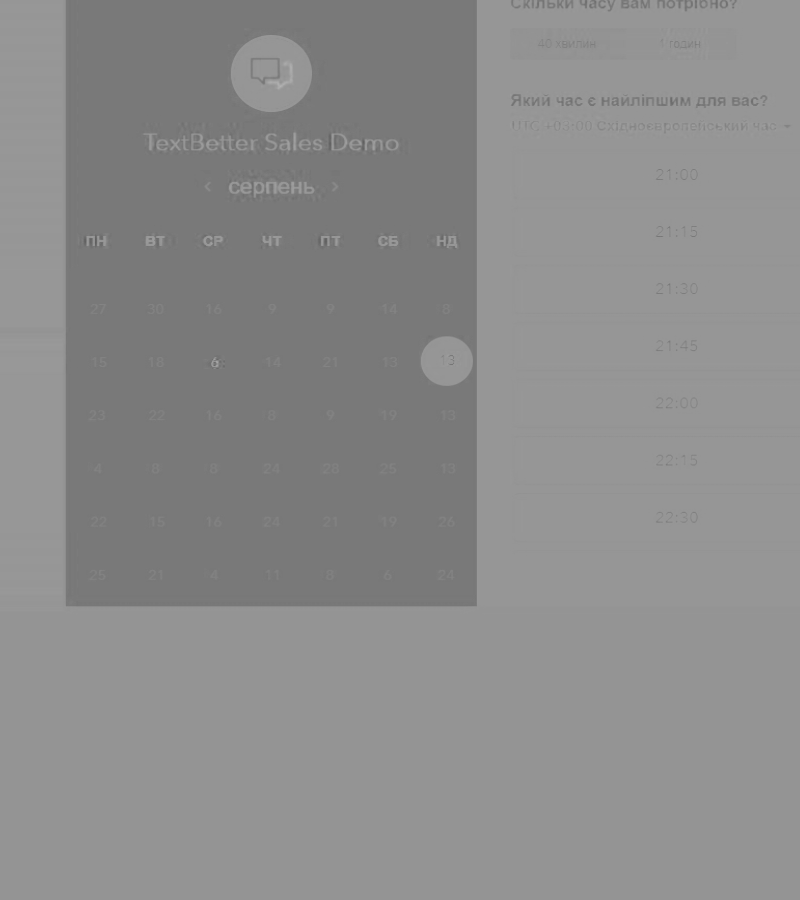 TextBetter Sales Demo
‹ серпень ›
ПН ВТ СР ЧТ ПТ СБ НД
27 30 16 9 9 14 8
15 18 6 14 21 13 13
23 22 16 8 9 19 13
4 8 8 24 28 25 13
22 15 16 24 21 19 26
25 21 4 11 8 6 24
Скільки часу вам потрібно?
40 хвилин 1 годин
Який час є найліпшим для вас?
UTC +03:00 Східноєвропейський час
21:00
21:15
21:30
21:45
22:00
22:15
22:30